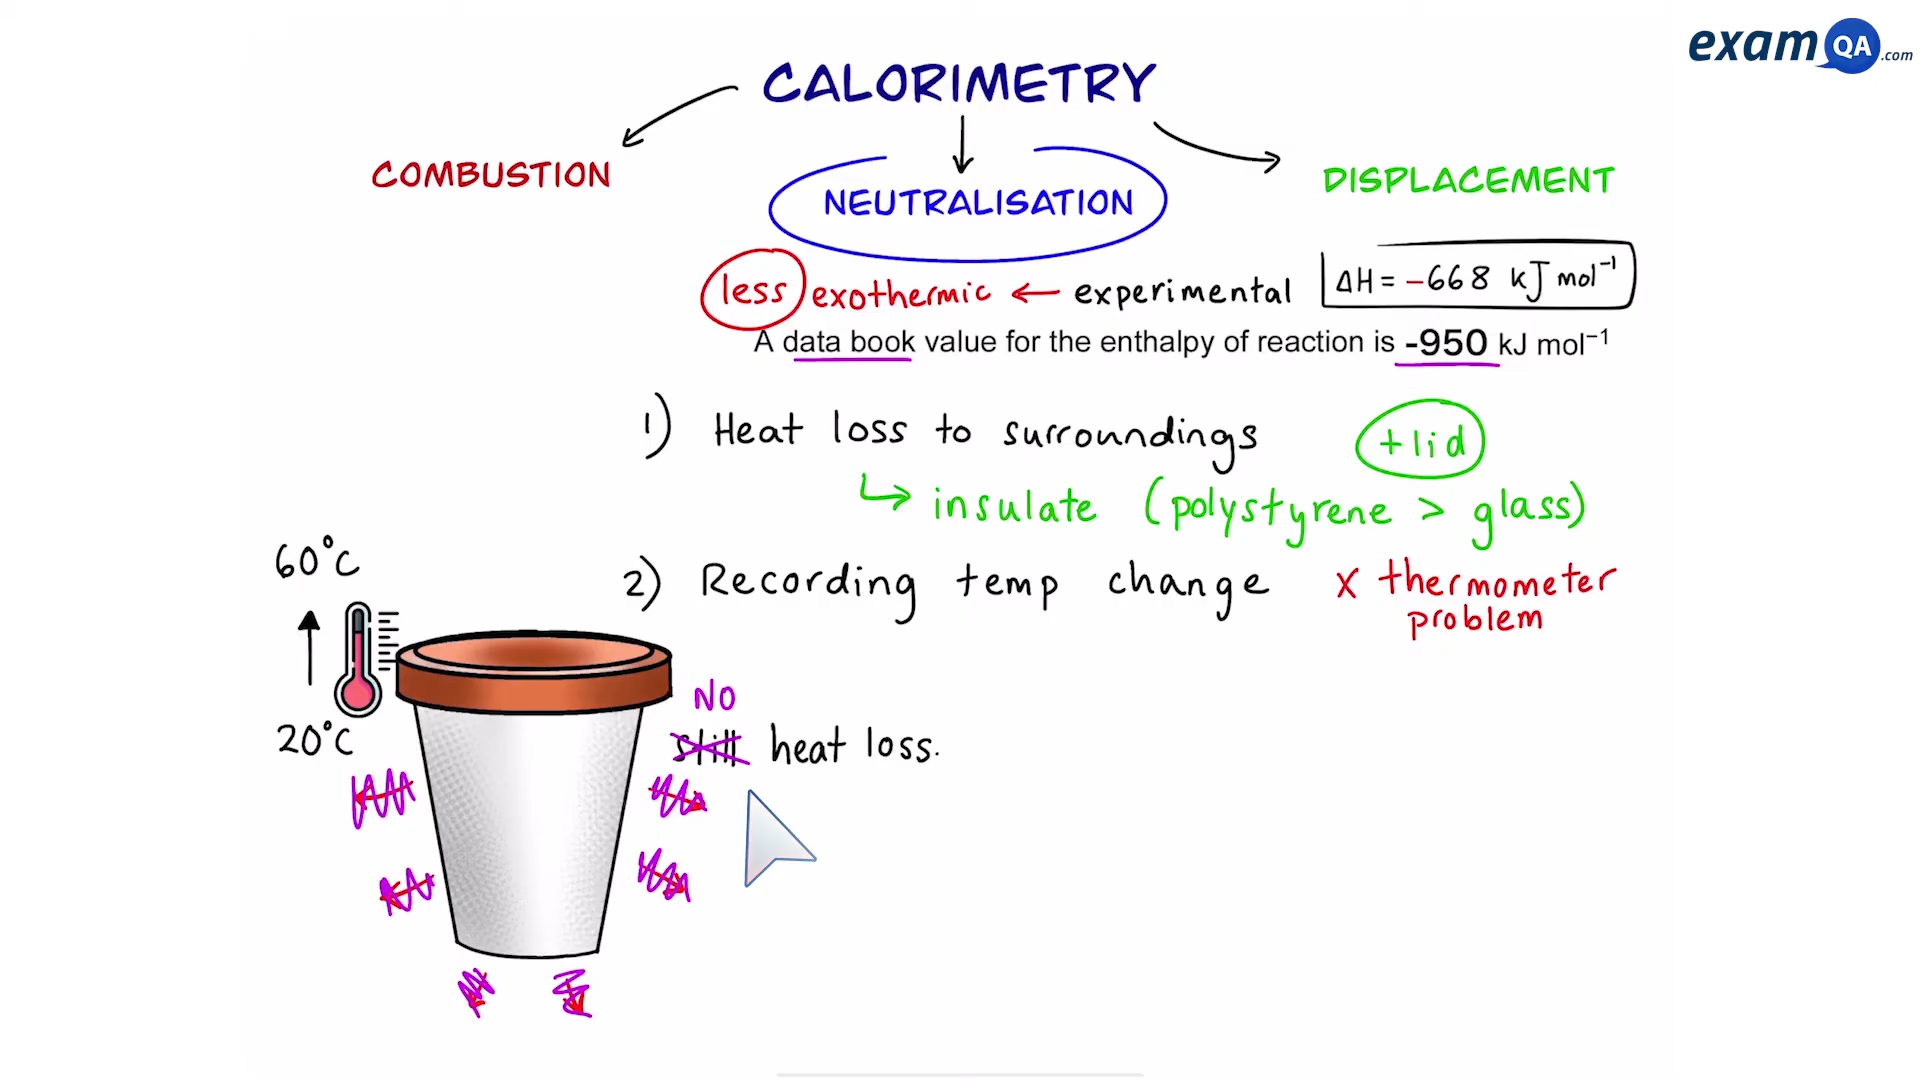 examQA.com
CALORIMETRY
COMBUSTION
NEUTRALISATION
DISPLACEMENT
less exothermic ← experimental
ΔH = -668 kJ mol⁻¹
A data book value for the enthalpy of reaction is -950 kJ mol⁻¹
1) Heat loss to surroundings + lid
↳ insulate (polystyrene > glass)
2) Recording temp change x thermometer
problem
60°C
20°C
NO
still heat loss.